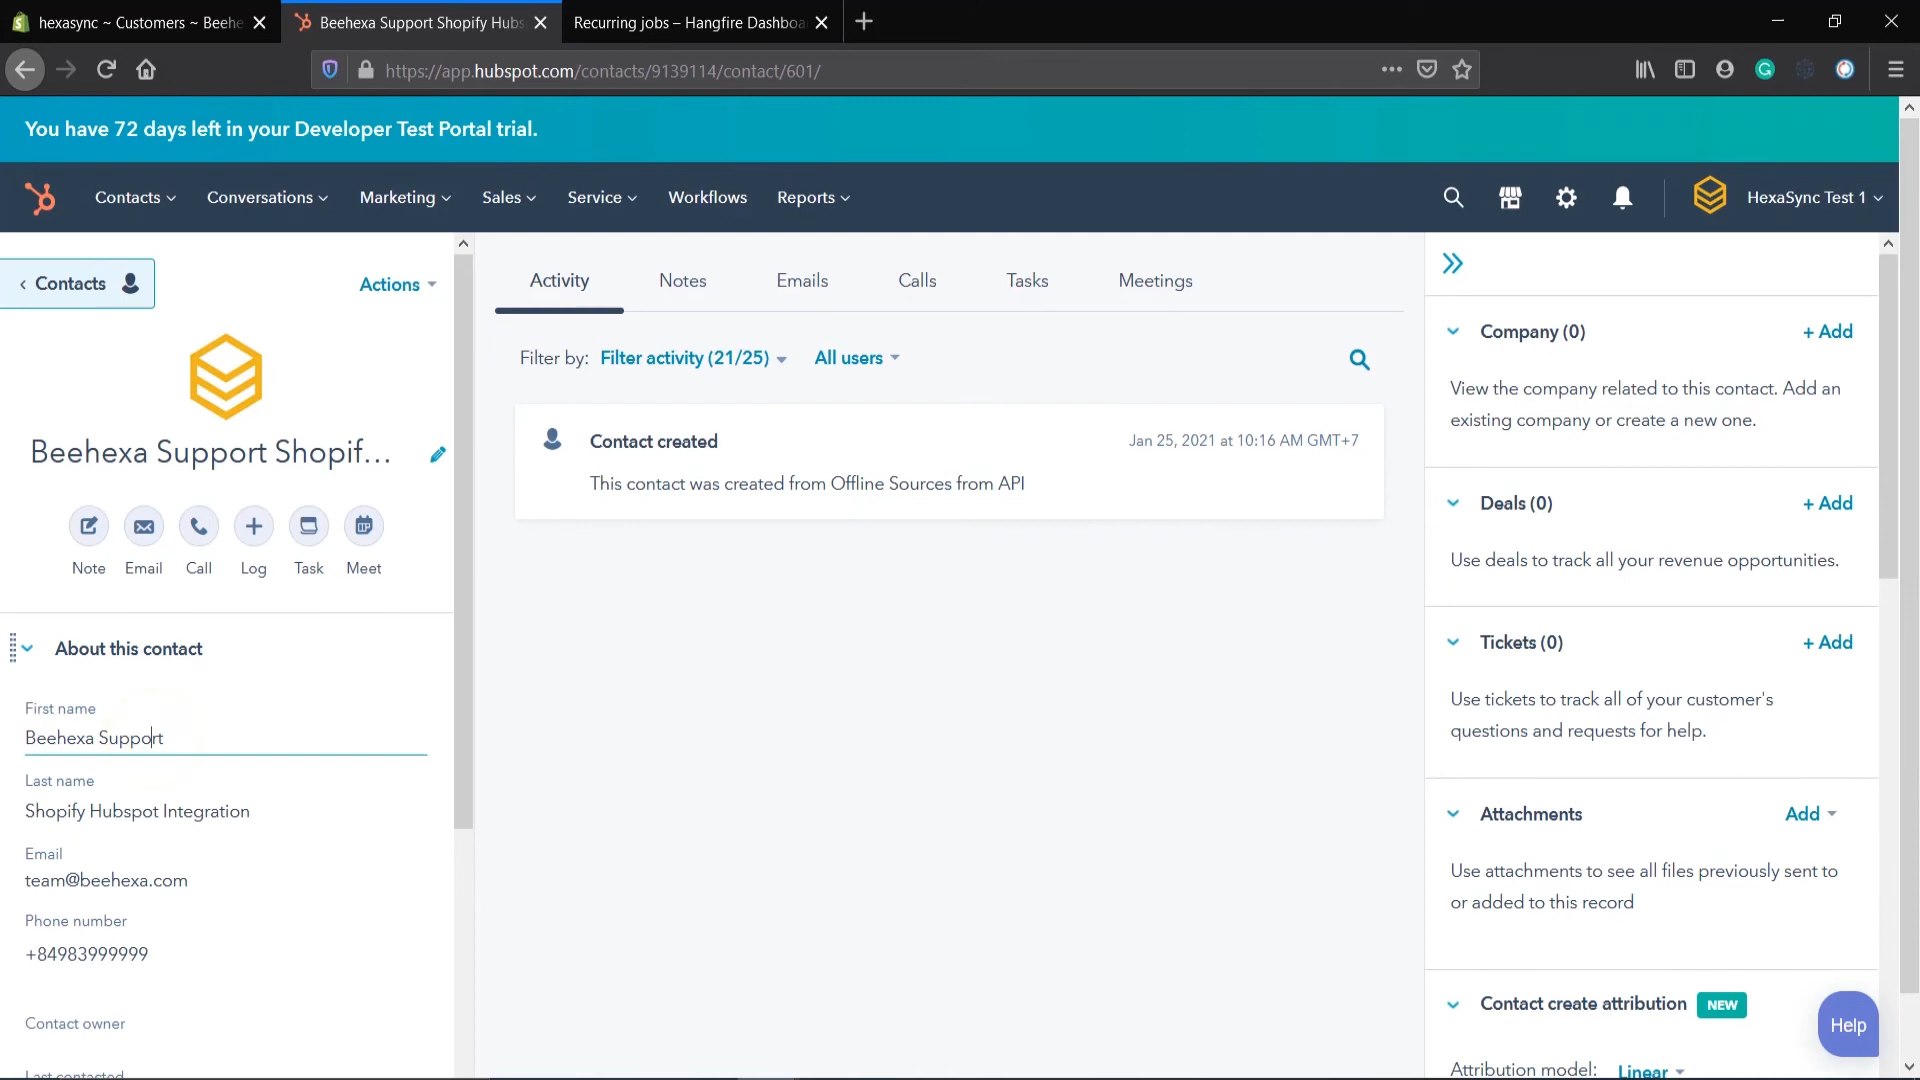 hexasync ~ Customers ~ Beehe
Beehexa Support Shopify Hubs
Recurring jobs – Hangfire Dashboa
https://app.hubspot.com/contacts/9139114/contact/601/
You have 72 days left in your Developer Test Portal trial.
Contacts
Conversations
Marketing
Sales
Service
Workflows
Reports
HexaSync Test 1
Contacts
Actions
Beehexa Support Shopif...
Note
Email
Call
Log
Task
Meet
About this contact
First name
Beehexa Support
Last name
Shopify Hubspot Integration
Email
team@beehexa.com
Phone number
+84983999999
Contact owner
Last contacted
Activity
Notes
Emails
Calls
Tasks
Meetings
Filter by: Filter activity (21/25) All users
Contact created
Jan 25, 2021 at 10:16 AM GMT+7
This contact was created from Offline Sources from API
Company (0)
+ Add
View the company related to this contact. Add an
existing company or create a new one.
Deals (0)
+ Add
Use deals to track all your revenue opportunities.
Tickets (0)
+ Add
Use tickets to track all of your customer's
questions and requests for help.
Attachments
Add
Use attachments to see all files previously sent to
or added to this record
Contact create attribution NEW
Attribution model: Linear
Help